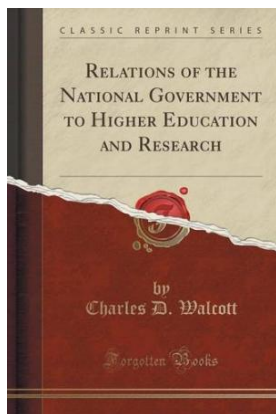 CLASSIC REPRINT SERIES
RELATIONS OF THE
NATIONAL GOVERNMENT
TO HIGHER EDUCATION
AND RESEARCH
by
Charles D. Walcott
Forgotten Books